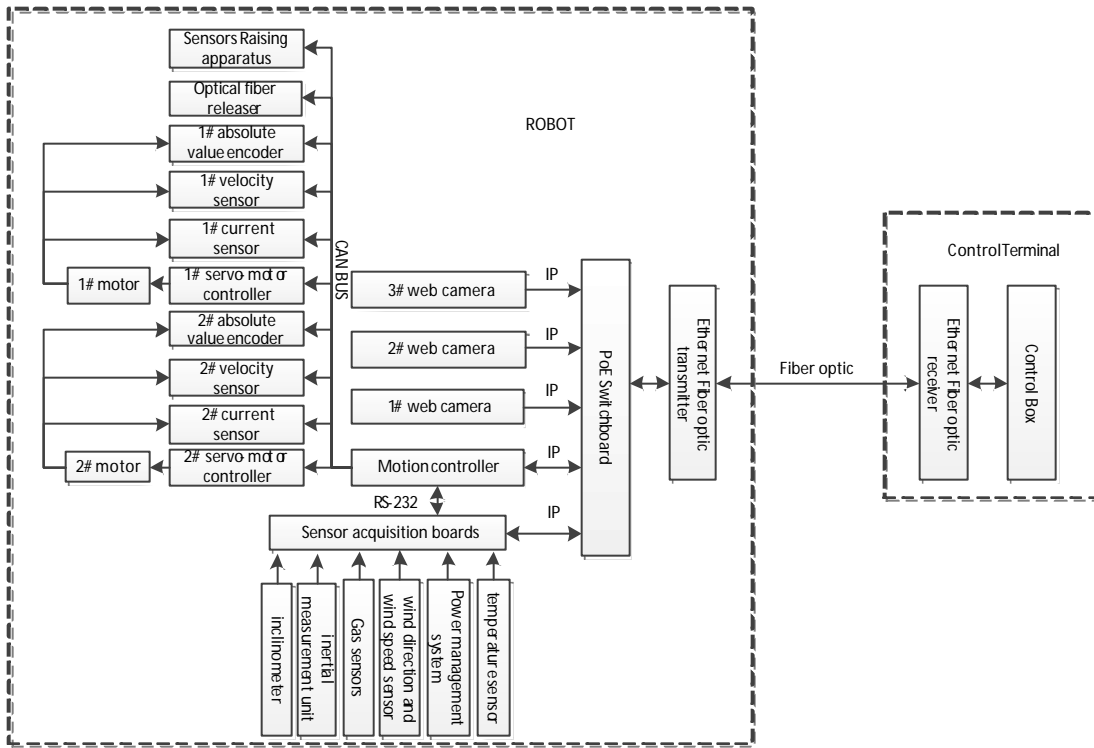 Sensors Raising
apparatus
Optical fiber
releaser
ROBOT
1# absolute
value encoder
1# velocity
sensor
1# current
sensor
1# servo-motor
controller
1# motor
2# absolute
value encoder
2# velocity
sensor
2# current
sensor
2# servo-motor
controller
2# motor
CAN BUS
3# web camera
IP
2# web camera
IP
1# web camera
IP
Motion controller
IP
RS-232
Sensor acquisition boards
IP
inclinometer
inertial
measurement unit
Gas sensors
wind direction and
wind speed sensor
Power management
system
temperature sensor
PoE Switchboard
Ethernet Fiber optic
transmitter
Fiber optic
Control Terminal
Ethernet Fiber optic
receiver
Control Box